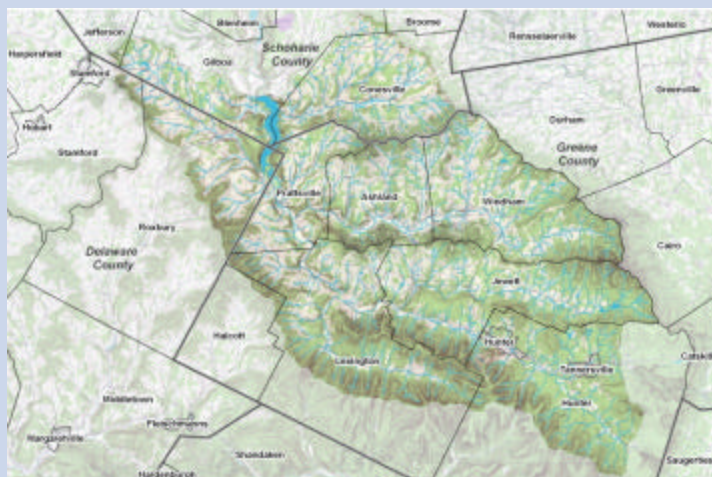 Jefferson
Blenheim
Broome
Rensselaerville
Westerlo
Harpersfield
Schoharie
County
Gilboa
Stamford
Conesville
Greenville
Hobart
Durham
Stamford
Greene
County
Prattsville
Ashland
Windham
Roxbury
Delaware
County
Cairo
Jewett
Halcott
Hunter
Lexington
Catskill
Tannersville
Middletown
Hunter
Fleischmanns
Margaretville
Shandaken
Saugerties
Hardenburgh